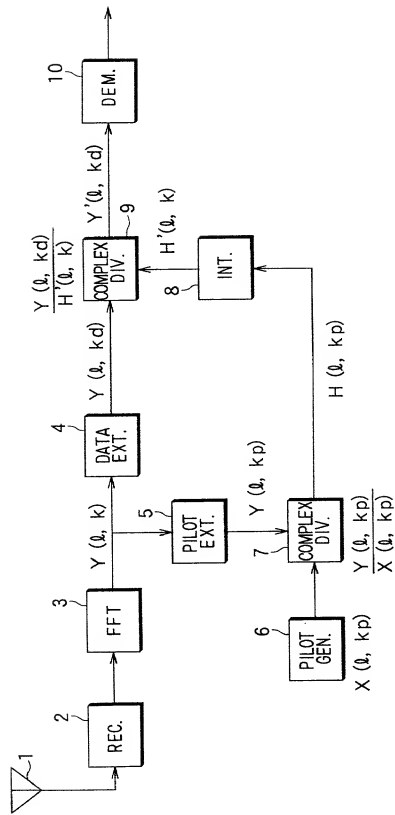 1
2
REC.
3
FFT
Y (ℓ, k)
4
DATA
EXT.
Y (ℓ, kd)
Y (ℓ, kd)
H'(ℓ, k)
COMPLEX
DIV.
9
Y'(ℓ, kd)
10
DEM.
5
PILOT
EXT.
Y (ℓ, kp)
6
PILOT
GEN.
X (ℓ, kp)
7
COMPLEX
DIV.
Y (ℓ, kp)
X (ℓ, kp)
H (ℓ, kp)
8
INT.
H'(ℓ, k)